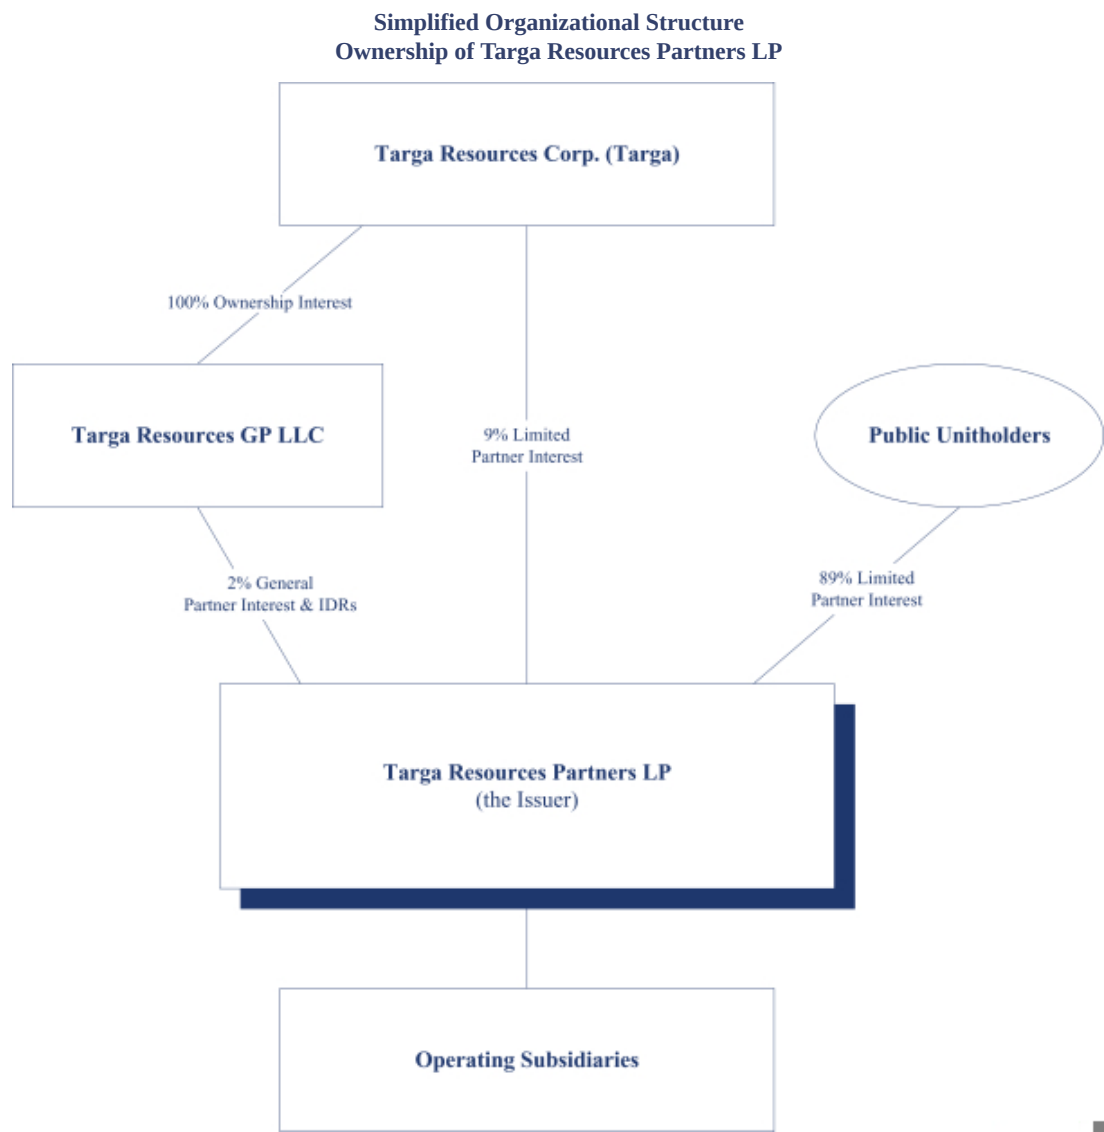 Simplified Organizational Structure
Ownership of Targa Resources Partners LP
Targa Resources Corp. (Targa)
100% Ownership Interest
Targa Resources GP LLC
9% Limited
Partner Interest
Public Unitholders
2% General
Partner Interest & IDRs
89% Limited
Partner Interest
Targa Resources Partners LP
(the Issuer)
Operating Subsidiaries